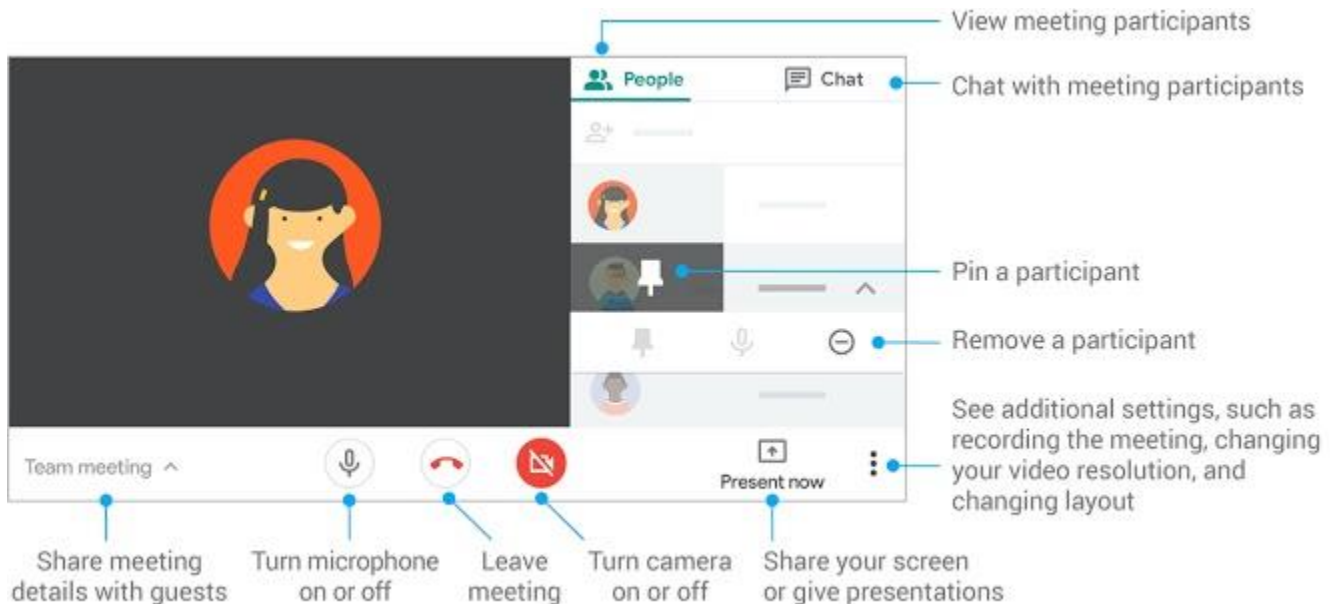 View meeting participants
People
Chat
Chat with meeting participants
Pin a participant
Remove a participant
See additional settings, such as
recording the meeting, changing
your video resolution, and
changing layout
Team meeting
Present now
Share meeting
details with guests
Turn microphone
on or off
Leave
meeting
Turn camera
on or off
Share your screen
or give presentations